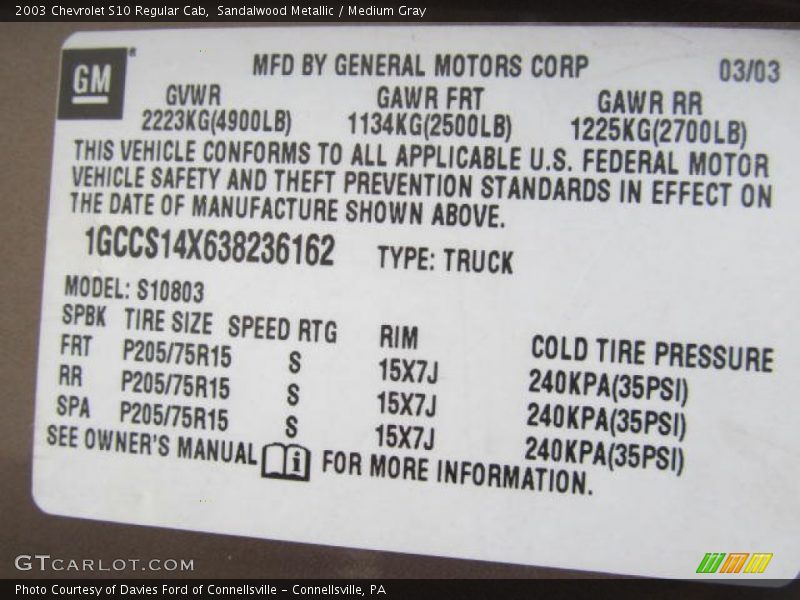 2003 Chevrolet S10 Regular Cab, Sandalwood Metallic / Medium Gray
GM*
MFD BY GENERAL MOTORS CORP 03/03
GVWR GAWR FRT GAWR RR
2223KG(4900LB) 1134KG(2500LB) 1225KG(2700LB)
THIS VEHICLE CONFORMS TO ALL APPLICABLE U.S. FEDERAL MOTOR
VEHICLE SAFETY AND THEFT PREVENTION STANDARDS IN EFFECT ON
THE DATE OF MANUFACTURE SHOWN ABOVE.
1GCCS14X638236162 TYPE: TRUCK
MODEL: S10803
SPBK TIRE SIZE SPEED RTG RIM COLD TIRE PRESSURE
FRT P205/75R15 S 15X7J 240KPA(35PSI)
RR P205/75R15 S 15X7J 240KPA(35PSI)
SPA P205/75R15 S 15X7J 240KPA(35PSI)
SEE OWNER'S MANUAL i FOR MORE INFORMATION.
GTCARLOT.COM
Photo Courtesy of Davies Ford of Connellsville - Connellsville, PA